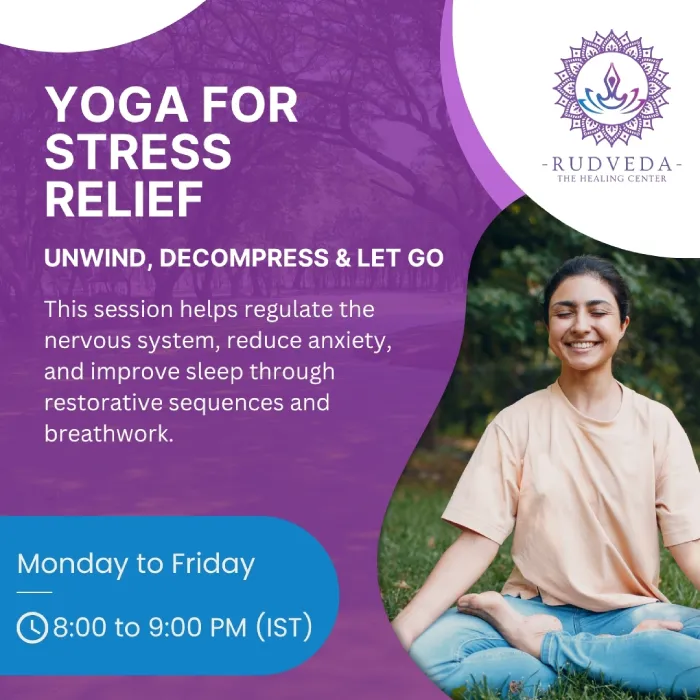 YOGA FOR
STRESS
RELIEF
-RUDVEDA-
THE HEALING CENTER
UNWIND, DECOMPRESS & LET GO
This session helps regulate the
nervous system, reduce anxiety,
and improve sleep through
restorative sequences and
breathwork.
Monday to Friday
8:00 to 9:00 PM (IST)